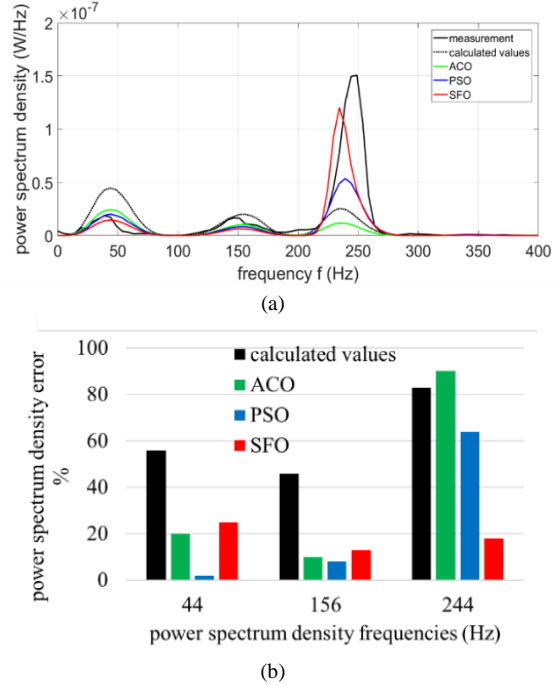 (a)
2 ×10⁻⁷
power spectrum density (W/Hz)
1.5
1
0.5
0
measurement
calculated values
ACO
PSO
SFO
0 50 100 150 200 250 300 350 400
frequency f (Hz)
(a)
power spectrum density error
%
100
80
60
40
20
0
calculated values
ACO
PSO
SFO
44 156 244
power spectrum density frequencies (Hz)
(b)